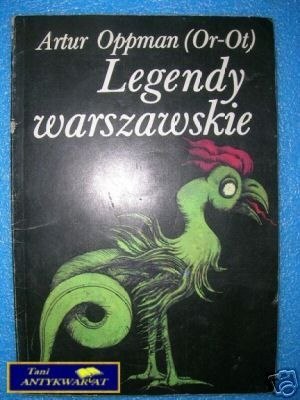 Artur Oppman (Or-Ot)
Legendy
warszawskie
Tani
ANTYKWARIAT